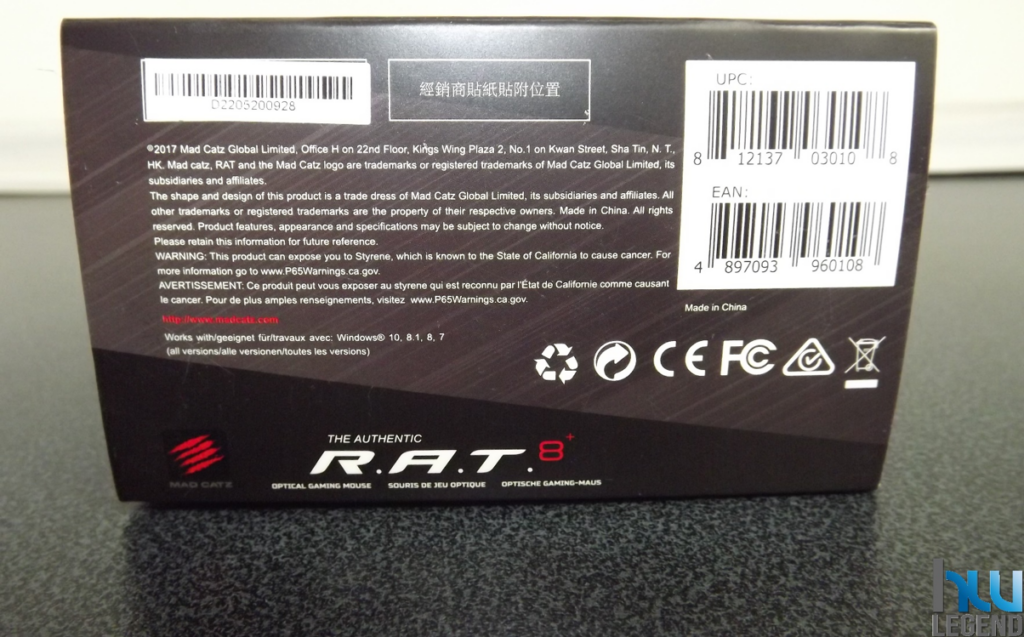 D2205200928
經銷商貼紙貼附位置
UPC:
8 12137 03010 8
EAN:
4 897093 960108
©2017 Mad Catz Global Limited, Office H on 22nd Floor, Kings Wing Plaza 2, No.1 on Kwan Street, Sha Tin, N. T.,
HK. Mad catz, RAT and the Mad Catz logo are trademarks or registered trademarks of Mad Catz Global Limited, its
subsidiaries and affiliates.
The shape and design of this product is a trade dress of Mad Catz Global Limited, its subsidiaries and affiliates. All
other trademarks or registered trademarks are the property of their respective owners. Made in China. All rights
reserved. Product features, appearance and specifications may be subject to change without notice.
Please retain this information for future reference.
WARNING: This product can expose you to Styrene, which is known to the State of California to cause cancer. For
more information go to www.P65Warnings.ca.gov.
AVERTISSEMENT: Ce produit peut vous exposer au styrene qui est reconnu par l'État de Californie comme causant
le cancer. Pour de plus amples renseignements, visitez www.P65Warnings.ca.gov.
http://www.madcatz.com
Works with/geeignet für/travaux avec: Windows® 10, 8.1, 8, 7
(all versions/alle versionen/toutes les versions)
Made in China
CE FC
MAD CATZ
THE AUTHENTIC
R.A.T.8+
OPTICAL GAMING MOUSE SOURIS DE JEU OPTIQUE OPTISCHE GAMING-MAUS
LEGEND